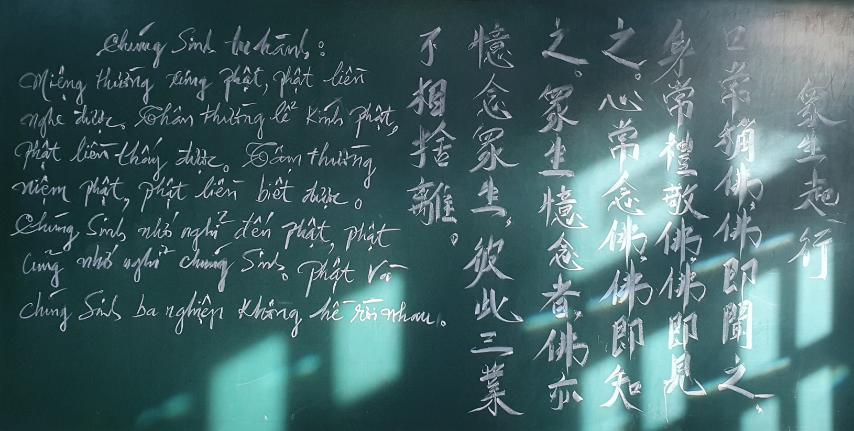 Chúng Sinh tu hành:
Miệng thường xưng phật, phật liền
nghe được. Thân thường lễ kính phật,
phật liền thấy được. Tâm thường
niệm phật, phật liền biết được.
Chúng Sinh nhớ nghĩ đến phật, phật
cũng nhớ nghĩ chúng Sinh. phật và
chúng Sinh ba nghiệp không hề rời nhau.
眾生起行
口常稱佛，佛即聞之，
身常禮敬佛，佛即見
之。心常念佛，佛即知
之。眾生憶念者，佛亦
憶念眾生，彼此三業
不相捨離。